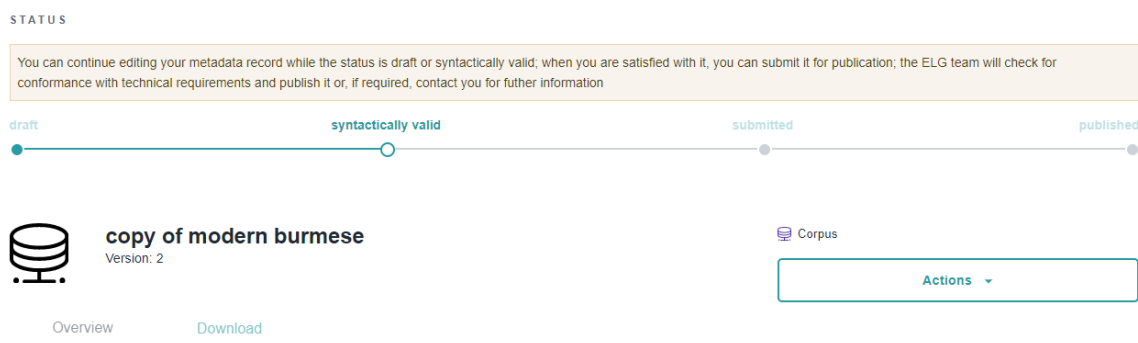 STATUS
You can continue editing your metadata record while the status is draft or syntactically valid; when you are satisfied with it, you can submit it for publication; the ELG team will check for
conformance with technical requirements and publish it or, if required, contact you for futher information
draft syntactically valid submitted published
copy of modern burmese
Version: 2
Corpus
Actions
Overview Download